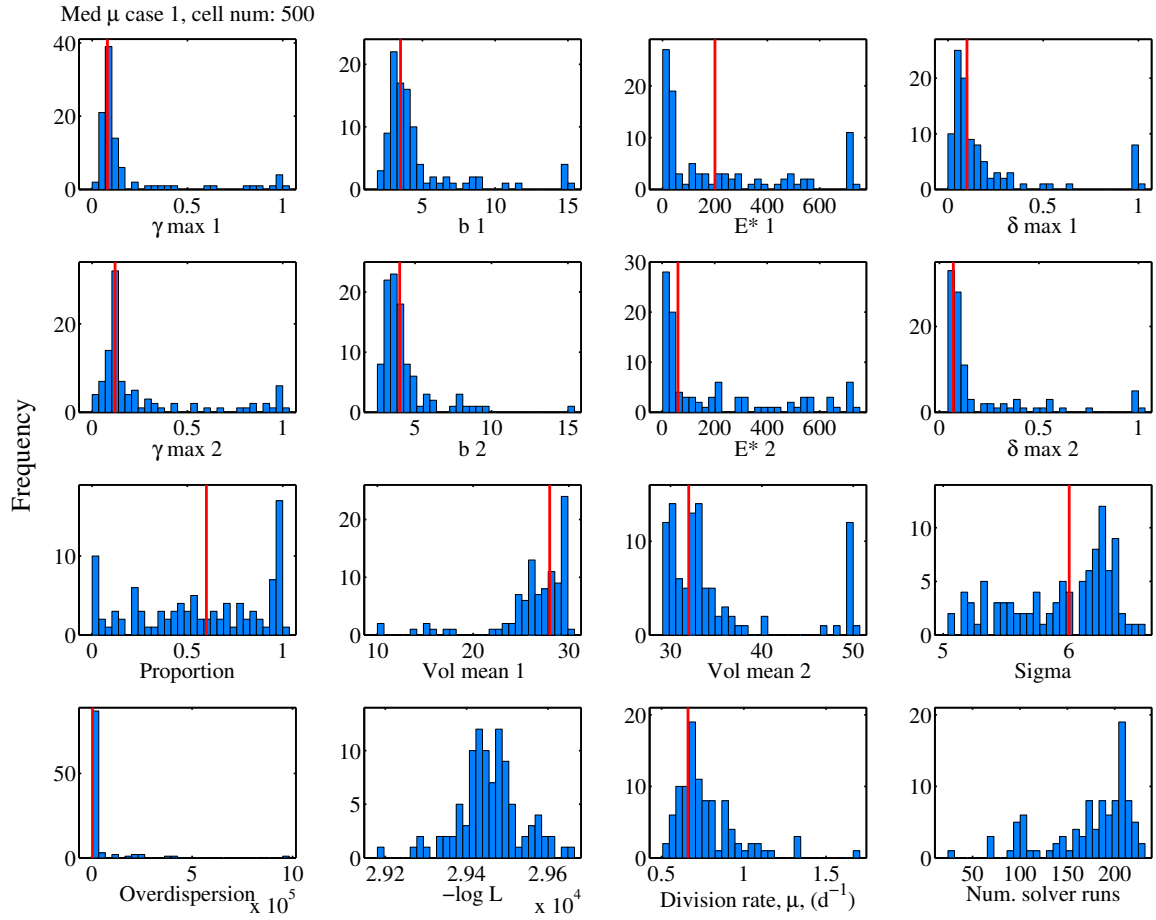 Med μ case 1, cell num: 500
40
20
0
0 0.5 1
γ max 1
20
10
0
5 10 15
b 1
20
10
0
0 200 400 600
E* 1
20
10
0
0 0.5 1
δ max 1
20
0
0 0.5 1
γ max 2
20
10
0
5 10 15
b 2
30
20
10
0
0 200 400 600
E* 2
20
0
0 0.5 1
δ max 2
Frequency
10
0
0 0.5 1
Proportion
20
10
0
10 20 30
Vol mean 1
10
0
30 40 50
Vol mean 2
10
5
0
5 6
Sigma
50
0
0 5 10
Overdispersion x 10^5
10
5
0
2.92 2.94 2.96
−log L x 10^4
20
10
0
0.5 1 1.5
Division rate, μ, (d^−1)
20
10
0
50 100 150 200
Num. solver runs